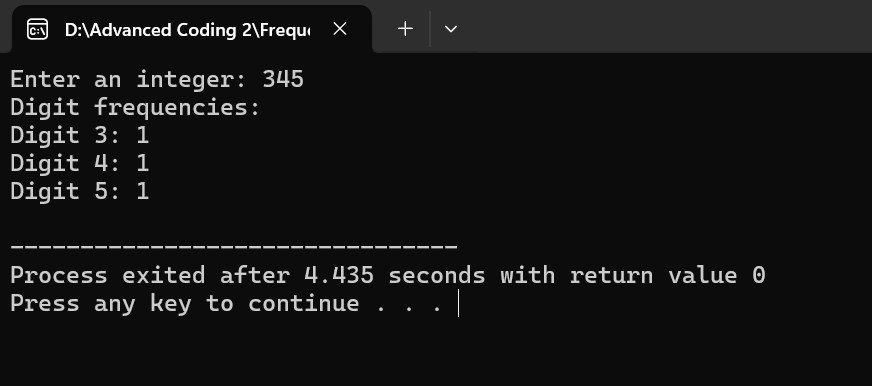 D:\Advanced Coding 2\Frequ
Enter an integer: 345
Digit frequencies:
Digit 3: 1
Digit 4: 1
Digit 5: 1
--------------------------------
Process exited after 4.435 seconds with return value 0
Press any key to continue . . .